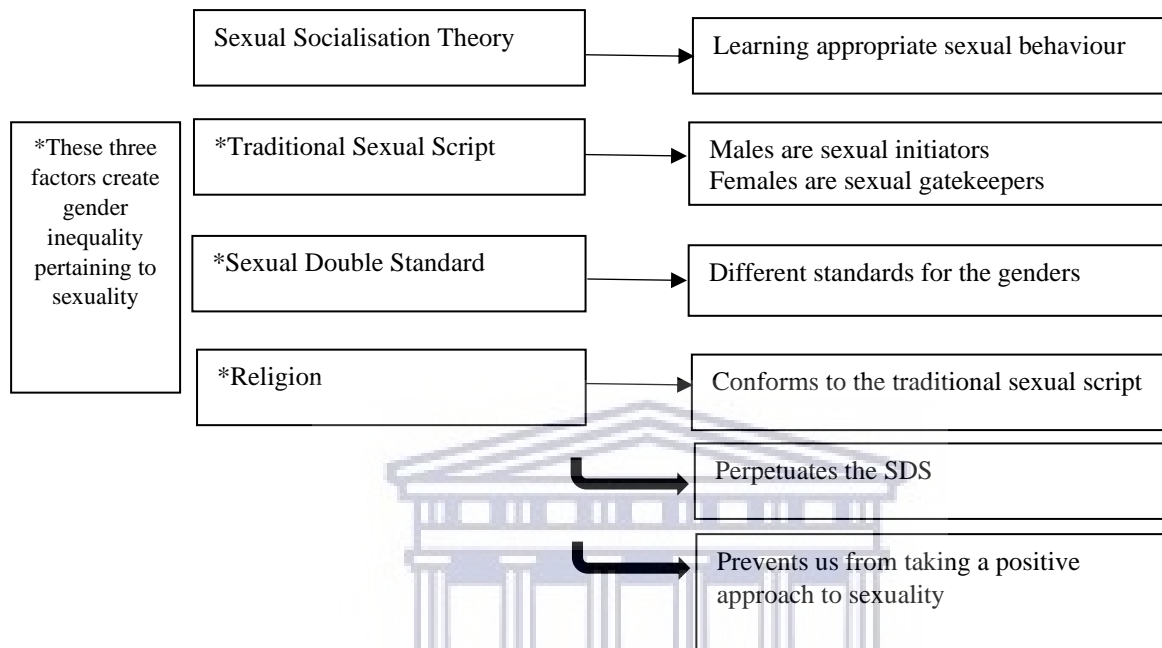 Sexual Socialisation Theory
Learning appropriate sexual behaviour
*These three
factors create
gender
inequality
pertaining to
sexuality
*Traditional Sexual Script
Males are sexual initiators
Females are sexual gatekeepers
*Sexual Double Standard
Different standards for the genders
*Religion
Conforms to the traditional sexual script
Perpetuates the SDS
Prevents us from taking a positive
approach to sexuality